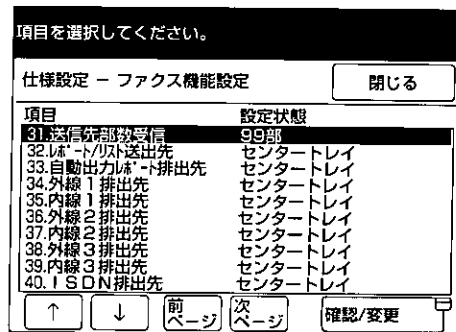 項目を選択してください。
仕様設定 － ファクス機能設定
閉じる
項目 設定状態
31.送信先部数受信 99部
32.ﾚﾎﾟｰﾄ/ﾘｽﾄ送出先 センタートレイ
33.自動出力ﾚﾎﾟｰﾄ排出先 センタートレイ
34.外線１排出先 センタートレイ
35.内線１排出先 センタートレイ
36.外線２排出先 センタートレイ
37.内線２排出先 センタートレイ
38.外線３排出先 センタートレイ
39.内線３排出先 センタートレイ
40.ＩＳＤＮ排出先 センタートレイ
↑ ↓ 前ページ 次ページ 確認/変更